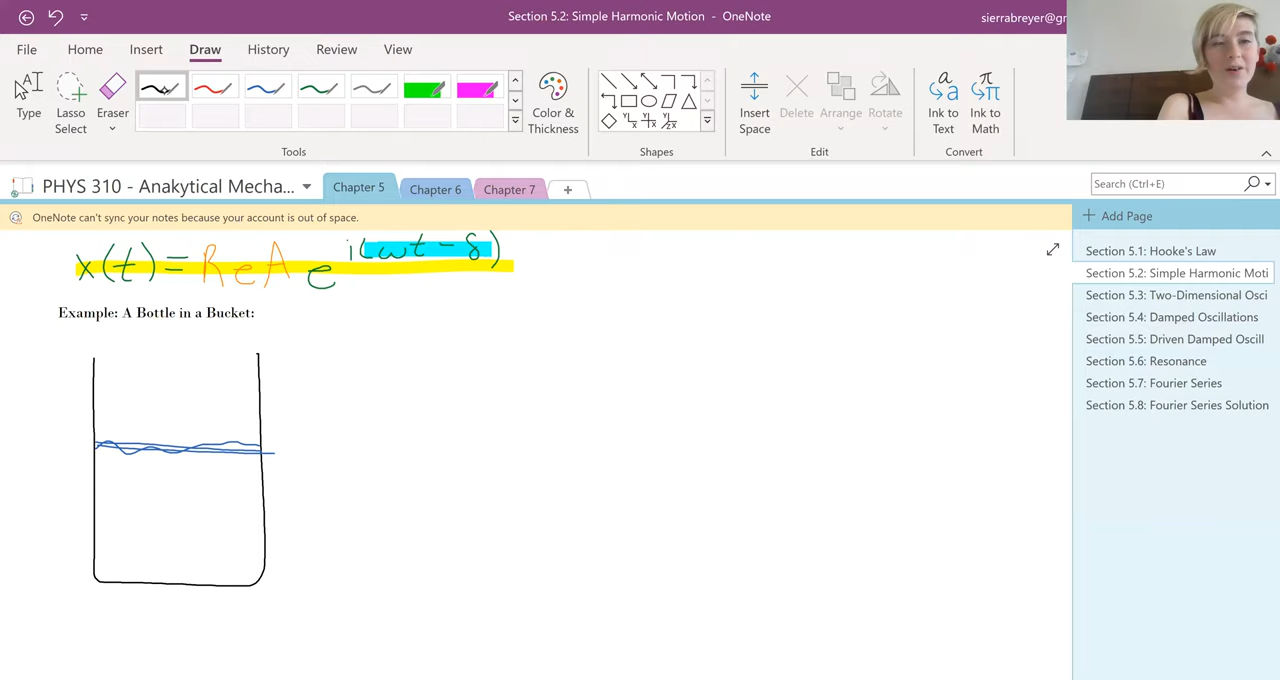 Section 5.2: Simple Harmonic Motion - OneNote
sierrabreyer@gr
File Home Insert Draw History Review View
Type
Lasso Select
Eraser
Color & Thickness
Insert Space
Delete
Arrange
Rotate
Ink to Text
Ink to Math
Tools
Shapes
Edit
Convert
PHYS 310 - Anakytical Mecha...
Chapter 5
Chapter 6
Chapter 7
Search (Ctrl+E)
OneNote can't sync your notes because your account is out of space.
Add Page
Section 5.1: Hooke's Law
Section 5.2: Simple Harmonic Moti
Section 5.3: Two-Dimensional Osci
Section 5.4: Damped Oscillations
Section 5.5: Driven Damped Oscill
Section 5.6: Resonance
Section 5.7: Fourier Series
Section 5.8: Fourier Series Solution
x(t) = Re A e^i(ωt - δ)
Example: A Bottle in a Bucket: